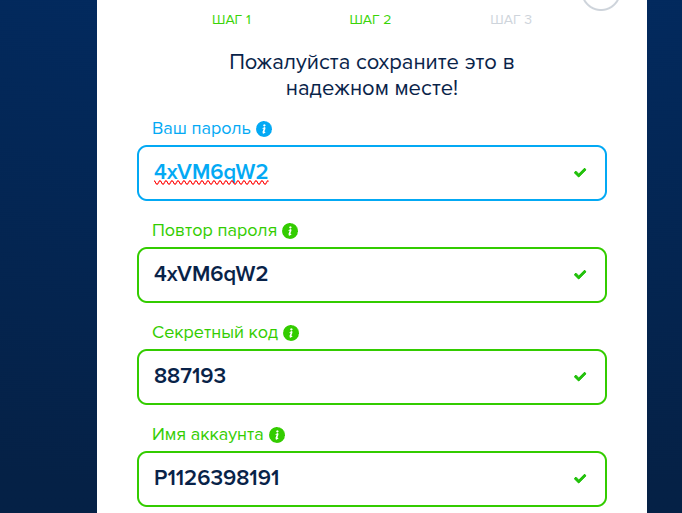 ШАГ 1 ШАГ 2 ШАГ 3
Пожалуйста сохраните это в
надежном месте!
Ваш пароль i
4xVM6qW2
Повтор пароля i
4xVM6qW2
Секретный код i
887193
Имя аккаунта i
P1126398191